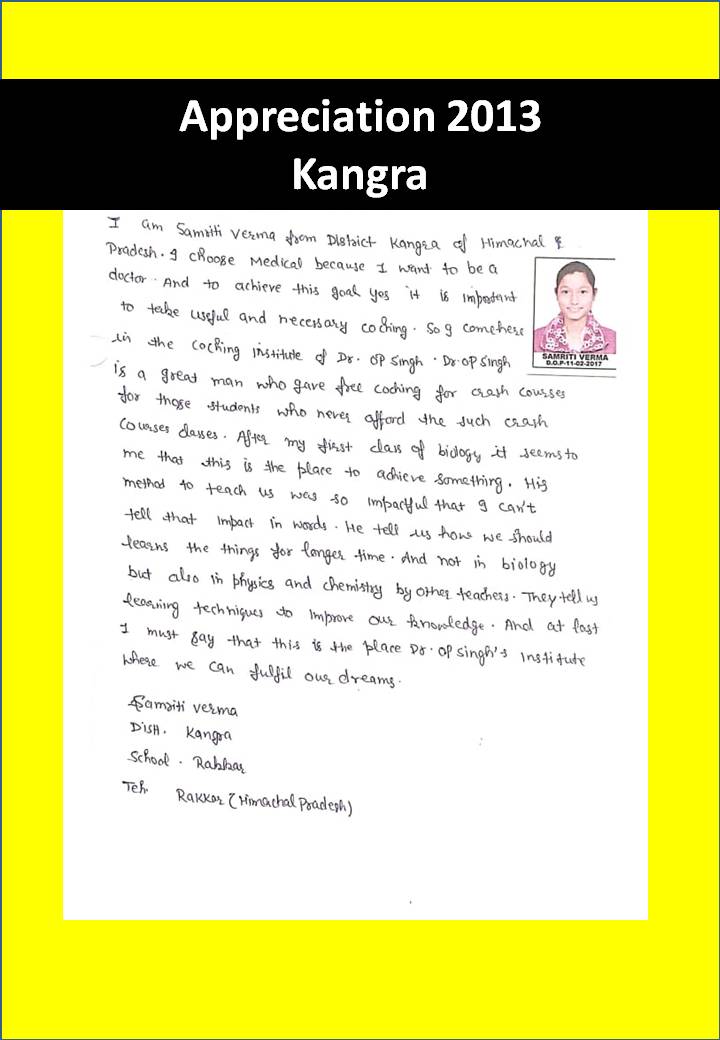 Appreciation 2013
Kangra
I am Samriti Verma from District Kangra of Himachal
Pradesh. I choose Medical because I want to be a
doctor. And to achieve this goal yes it is important
to take useful and necessary coching. So I come here
in the coching institute of Dr. OP Singh. Dr. OP Singh
is a great man who gave free coching for crash courses
for those students who never afford the such crash
courses classes. After my first class of biology it seems to
me that this is the place to achieve something. His
method to teach us was so impactful that I can't
tell that impact in words. He tell us how we should
learns the things for longer time. And not in biology
but also in physics and chemistry by other teachers. They tell us
learning techniques to improve our knowledge. And at last
I must say that this is the place Dr. OP Singh's institute
where we can fulfil our dreams.
SAMRITI VERMA
D.O.P-11-02-2017
Samriti Verma
Distt. Kangra
School. Rakkar
Teh. Rakkar (Himachal Pradesh)